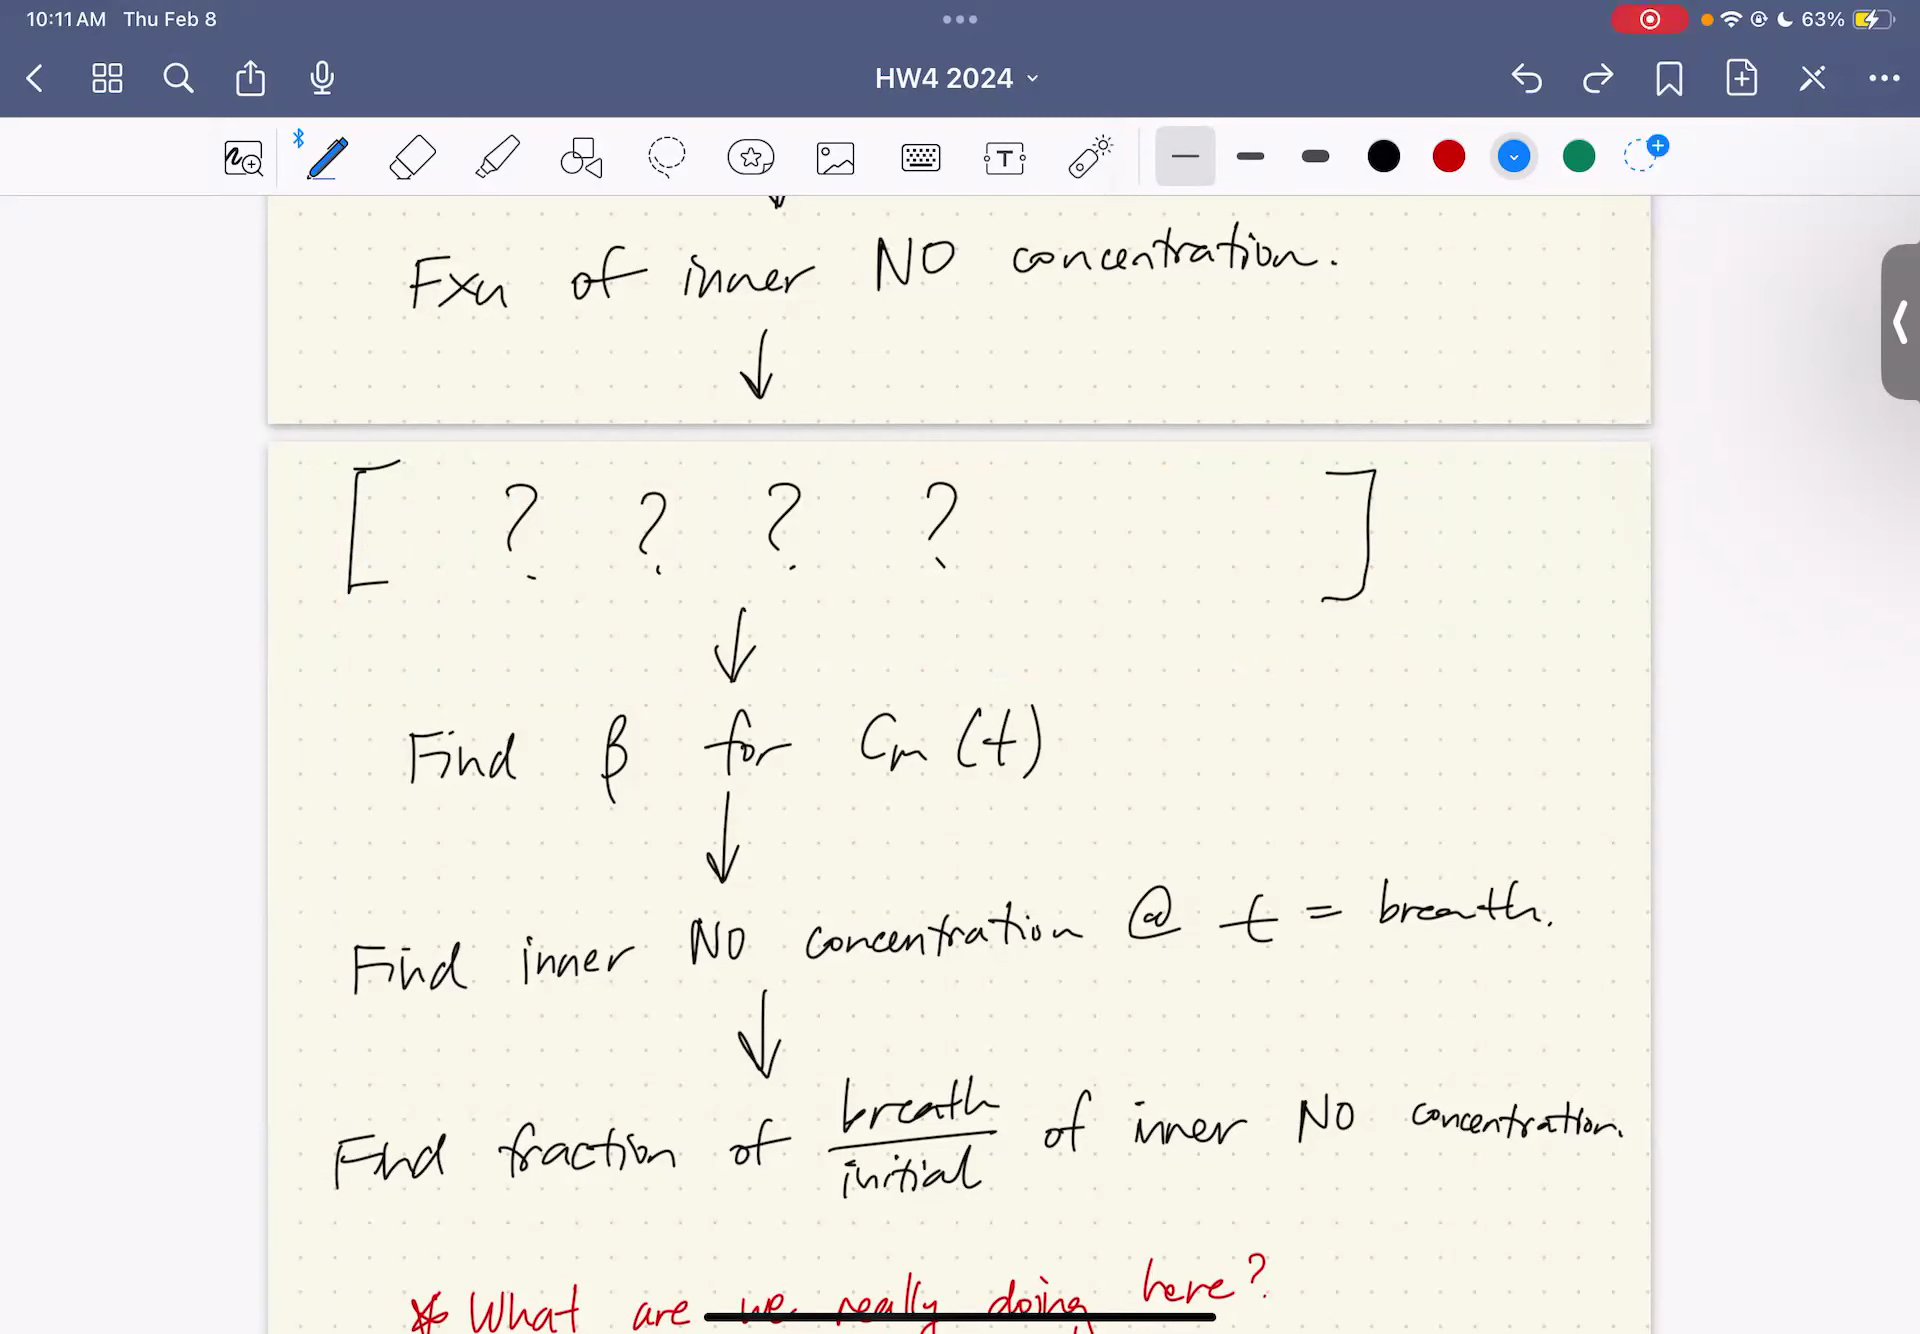 10:11 AM Thu Feb 8
63%
HW4 2024
T
Fxn of inner NO concentration.
[ ? ? ? ? ]
Find β for Cm (t)
Find inner NO concentration @ t = breath.
Find fraction of breath/initial of inner NO concentration.
* What are we really doing here?